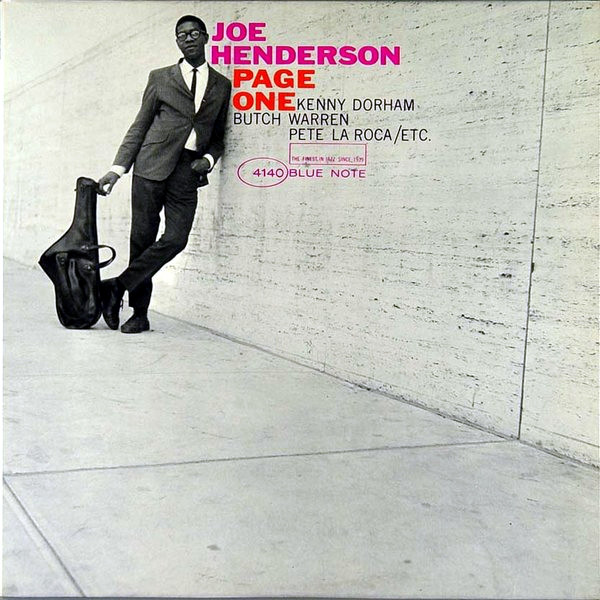 JOE
HENDERSON
PAGE
ONE KENNY DORHAM
BUTCH WARREN
PETE LA ROCA/ETC.
THE FINEST IN JAZZ SINCE 1939
4140 BLUE NOTE